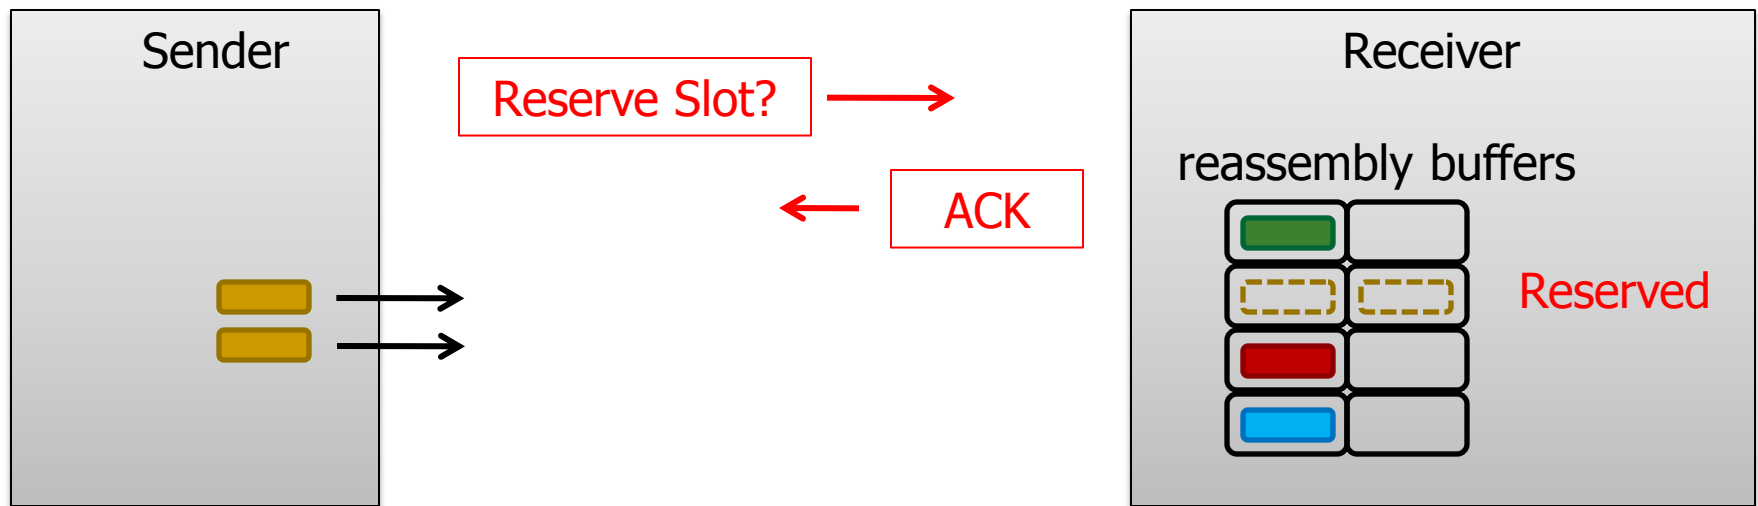 Sender
Reserve Slot?
ACK
Receiver
reassembly buffers
Reserved